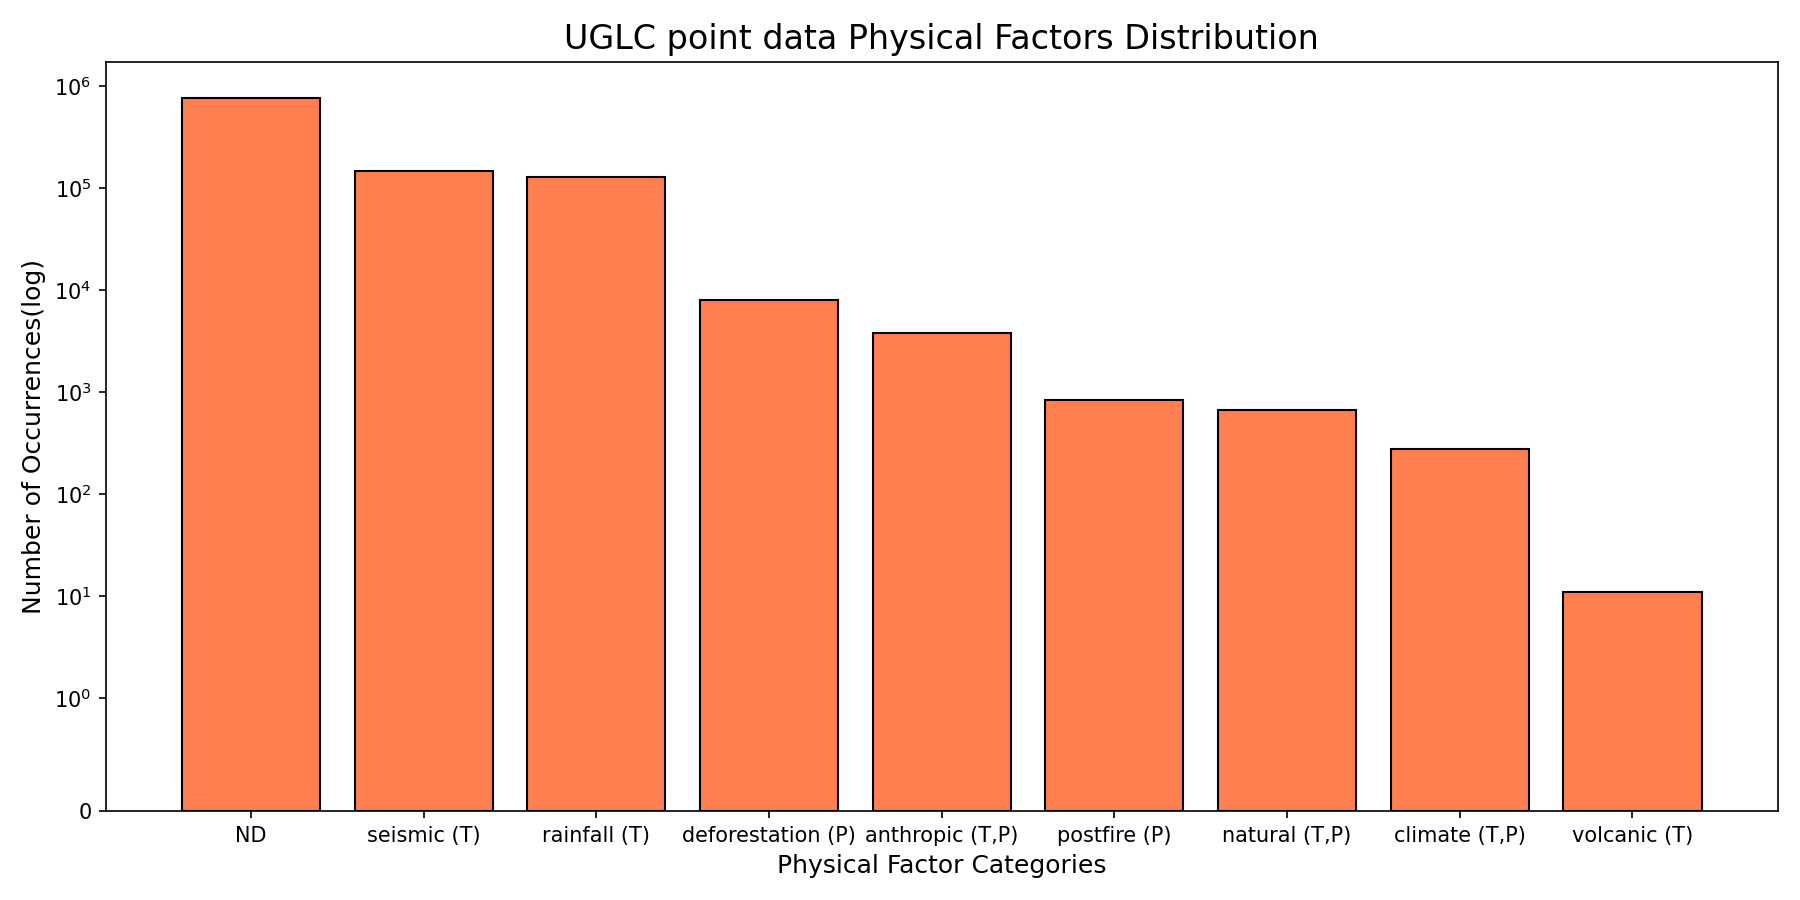 UGLC point data Physical Factors Distribution
Number of Occurrences(log)
10⁶
10⁵
10⁴
10³
10²
10¹
10⁰
0
ND seismic (T) rainfall (T) deforestation (P) anthropic (T,P) postfire (P) natural (T,P) climate (T,P) volcanic (T)
Physical Factor Categories